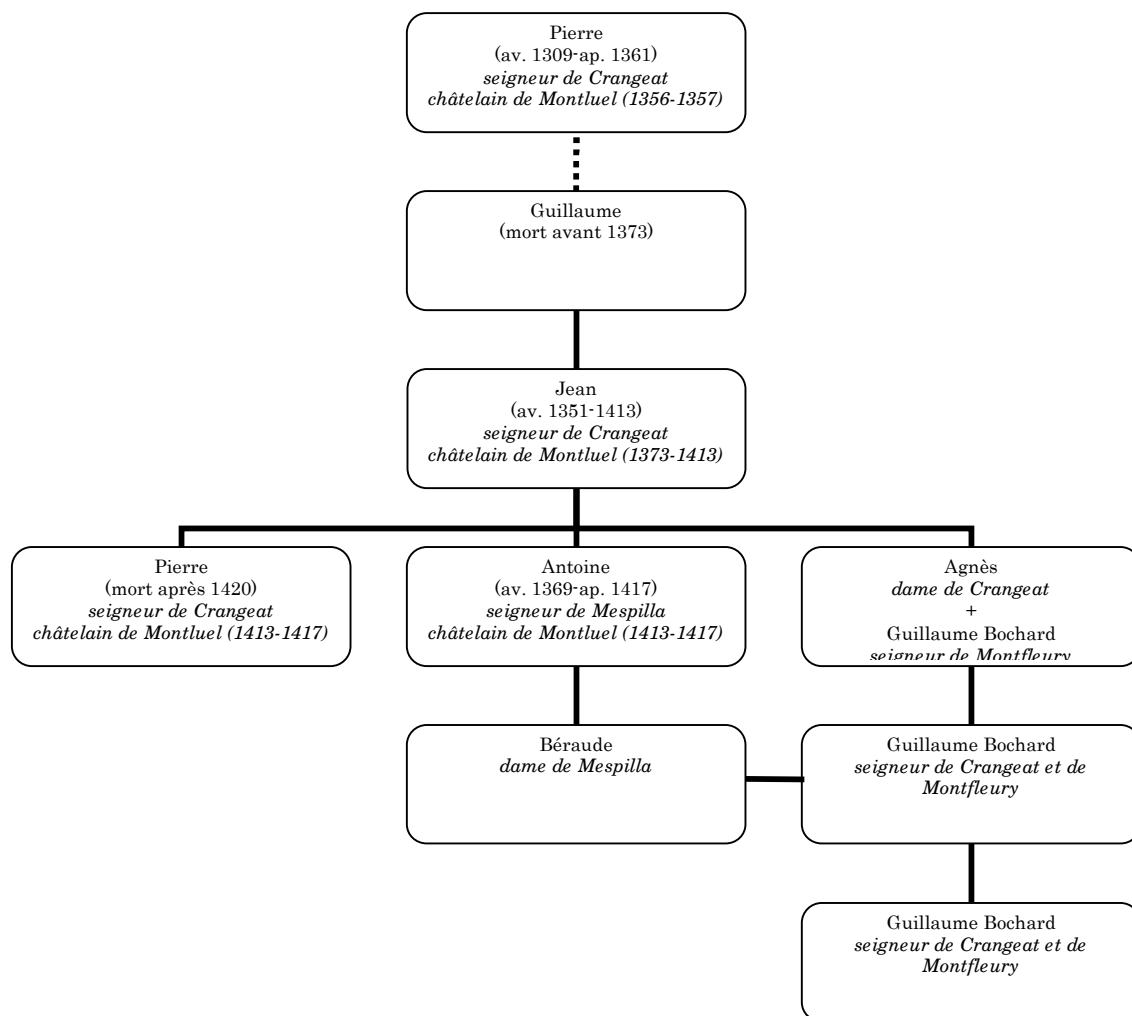 Pierre
(av. 1309-ap. 1361)
seigneur de Crangeat
châtelain de Montluel (1356-1357)
Guillaume
(mort avant 1373)
Jean
(av. 1351-1413)
seigneur de Crangeat
châtelain de Montluel (1373-1413)
Pierre
(mort après 1420)
seigneur de Crangeat
châtelain de Montluel (1413-1417)
Antoine
(av. 1369-ap. 1417)
seigneur de Mespilla
châtelain de Montluel (1413-1417)
Agnès
dame de Crangeat
+
Guillaume Bochard
seigneur de Montfleury
Béraude
dame de Mespilla
Guillaume Bochard
seigneur de Crangeat et de
Montfleury
Guillaume Bochard
seigneur de Crangeat et de
Montfleury